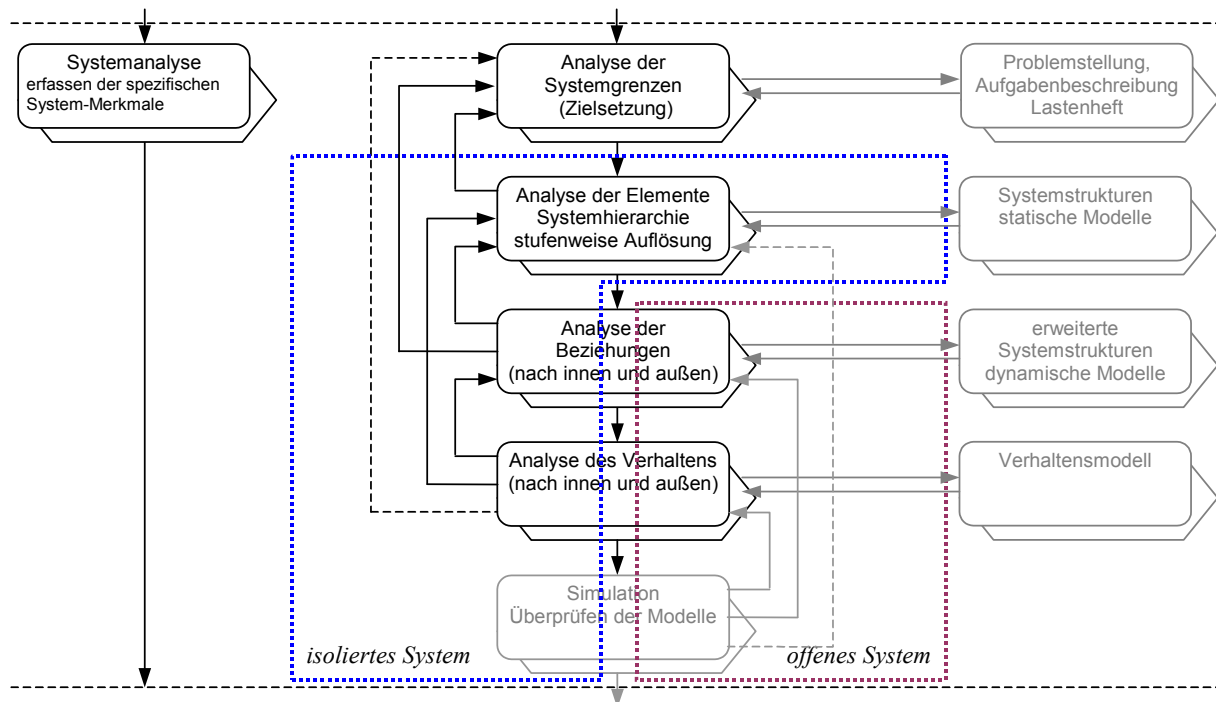 Systemanalyse
erfassen der spezifischen
System-Merkmale
Analyse der
Systemgrenzen
(Zielsetzung)
Problemstellung,
Aufgabenbeschreibung
Lastenheft
Analyse der Elemente
Systemhierarchie
stufenweise Auflösung
Systemstrukturen
statische Modelle
Analyse der
Beziehungen
(nach innen und außen)
erweiterte
Systemstrukturen
dynamische Modelle
Analyse des Verhaltens
(nach innen und außen)
Verhaltensmodell
Simulation
Überprüfen der Modelle
isoliertes System
offenes System